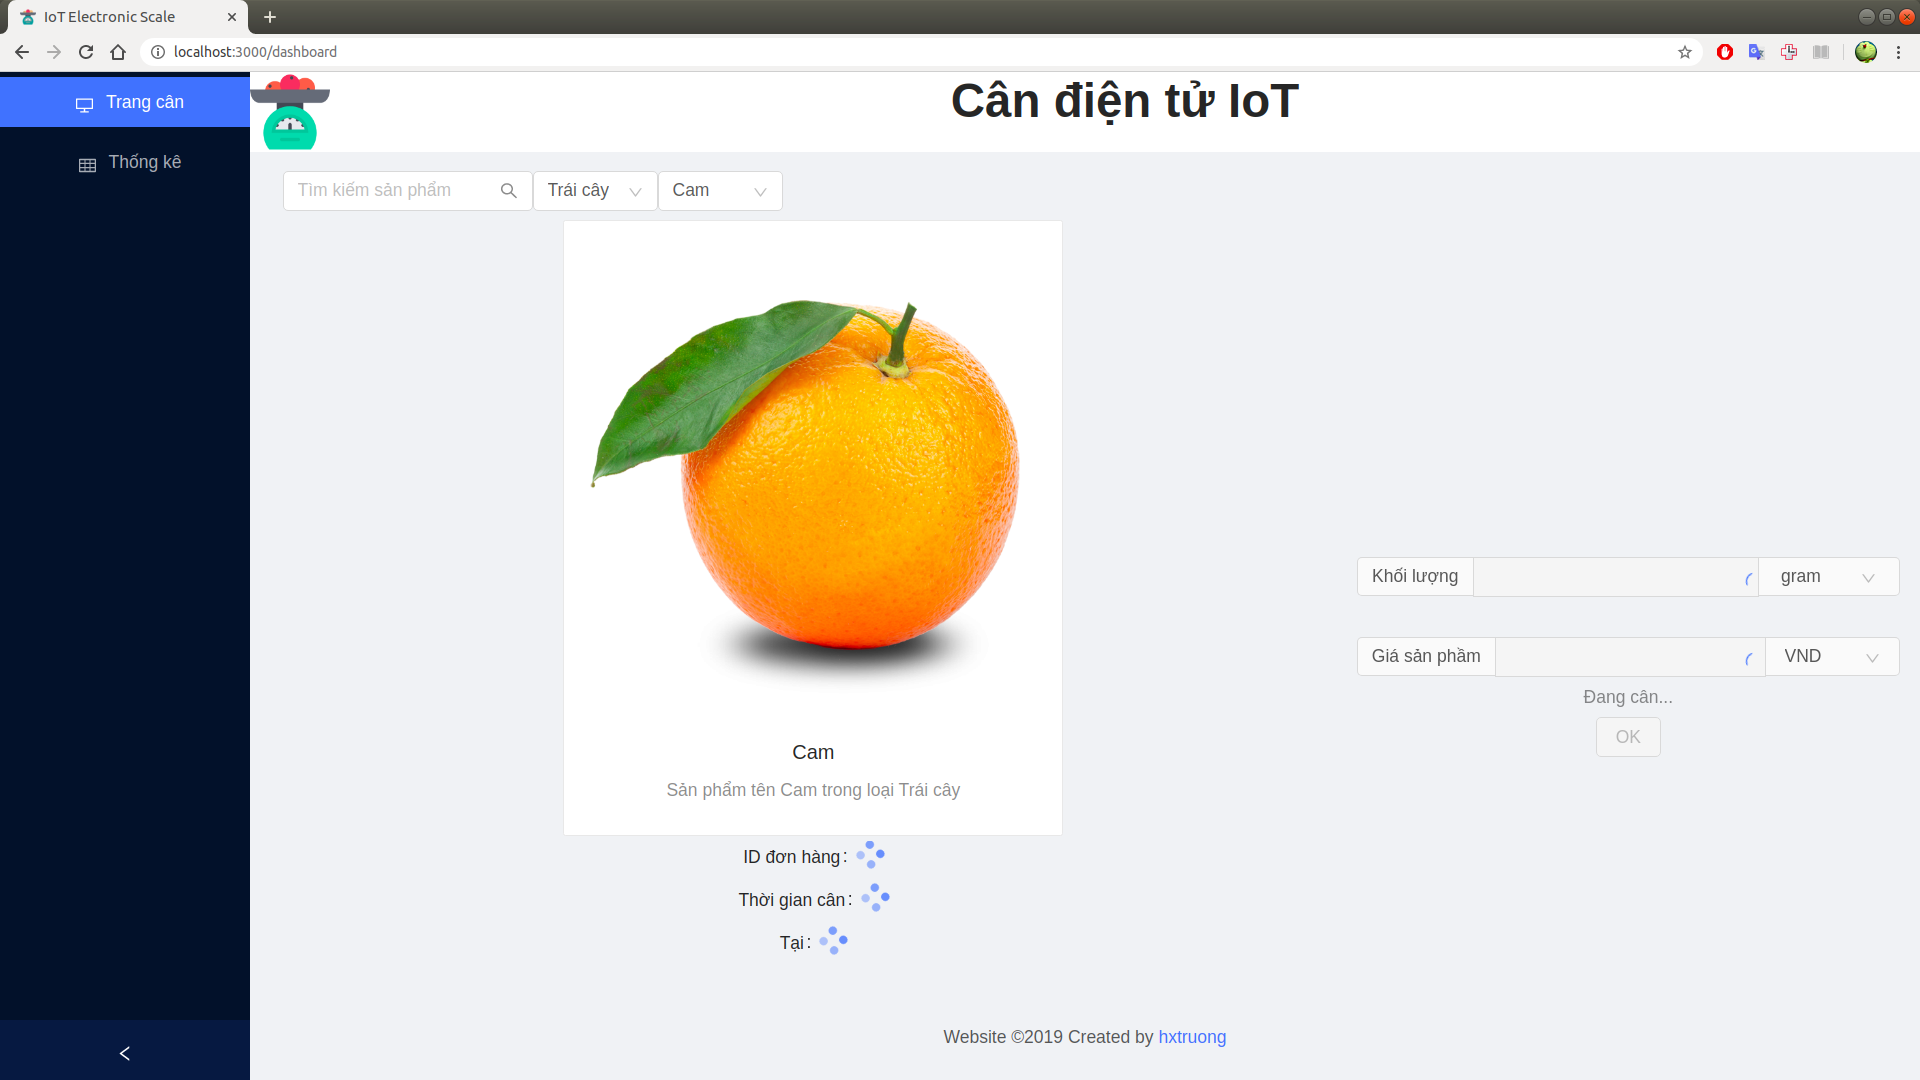 IoT Electronic Scale
localhost:3000/dashboard
Trang cân
Thống kê
Cân điện tử IoT
Tìm kiếm sản phẩm
Trái cây
Cam
Cam
Sản phẩm tên Cam trong loại Trái cây
ID đơn hàng:
Thời gian cân:
Tại:
Khối lượng
gram
Giá sản phầm
VND
Đang cân...
OK
Website ©2019 Created by hxtruong